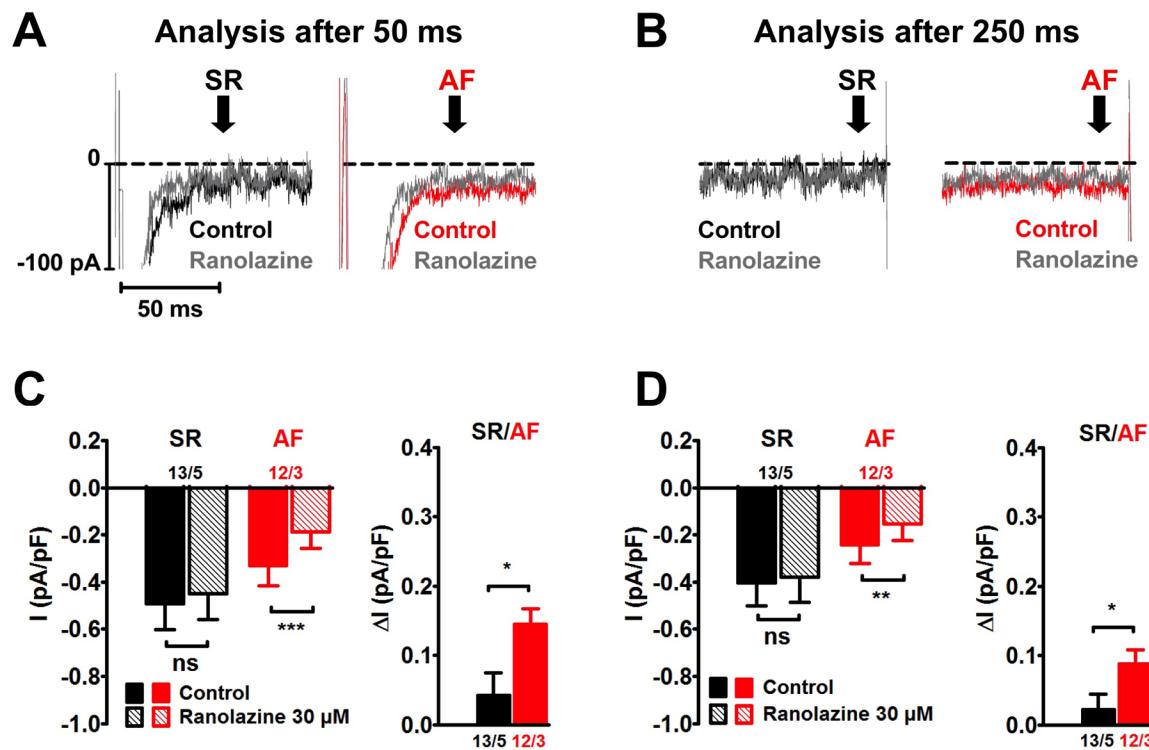 A
Analysis after 50 ms
SR
AF
0
-100 pA
Control
Ranolazine
Control
Ranolazine
50 ms
B
Analysis after 250 ms
SR
AF
Control
Ranolazine
Control
Ranolazine
C
I (pA/pF)
0.2
0.0
-0.2
-0.4
-0.6
-0.8
-1.0
SR
AF
13/5
12/3
ns
***
Control
Ranolazine 30 µM
SR/AF
ΔI (pA/pF)
0.4
0.3
0.2
0.1
0.0
*
13/5 12/3
D
I (pA/pF)
0.2
0.0
-0.2
-0.4
-0.6
-0.8
-1.0
SR
AF
13/5
12/3
ns
**
Control
Ranolazine 30 µM
SR/AF
ΔI (pA/pF)
0.4
0.3
0.2
0.1
0.0
*
13/5 12/3